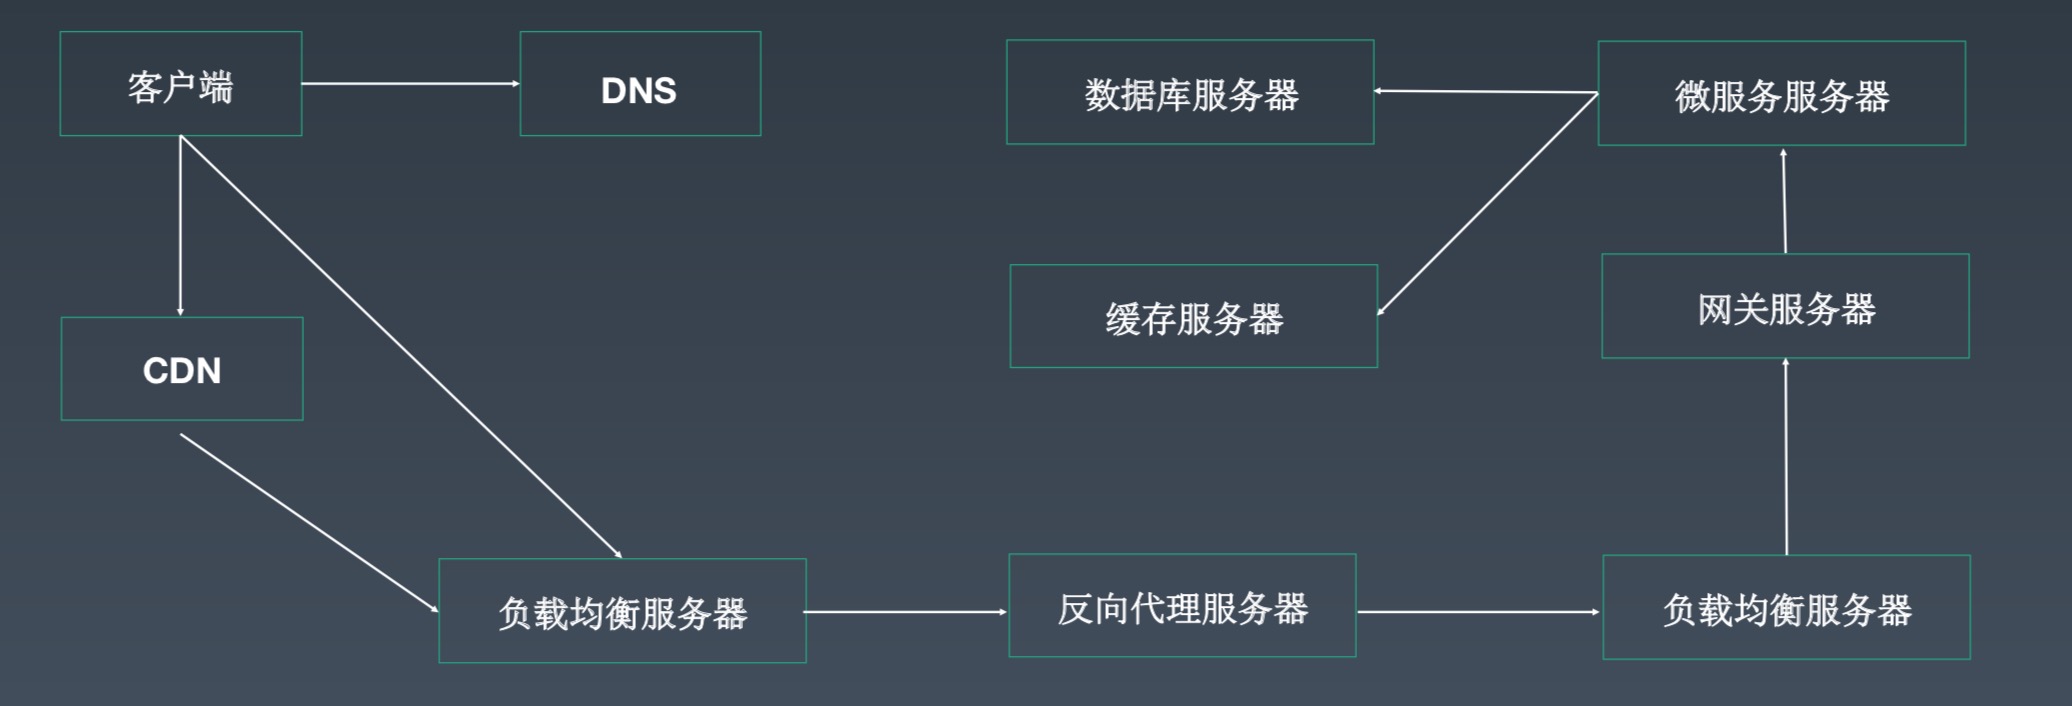 客户端
DNS
数据库服务器
微服务服务器
CDN
缓存服务器
网关服务器
负载均衡服务器
反向代理服务器
负载均衡服务器